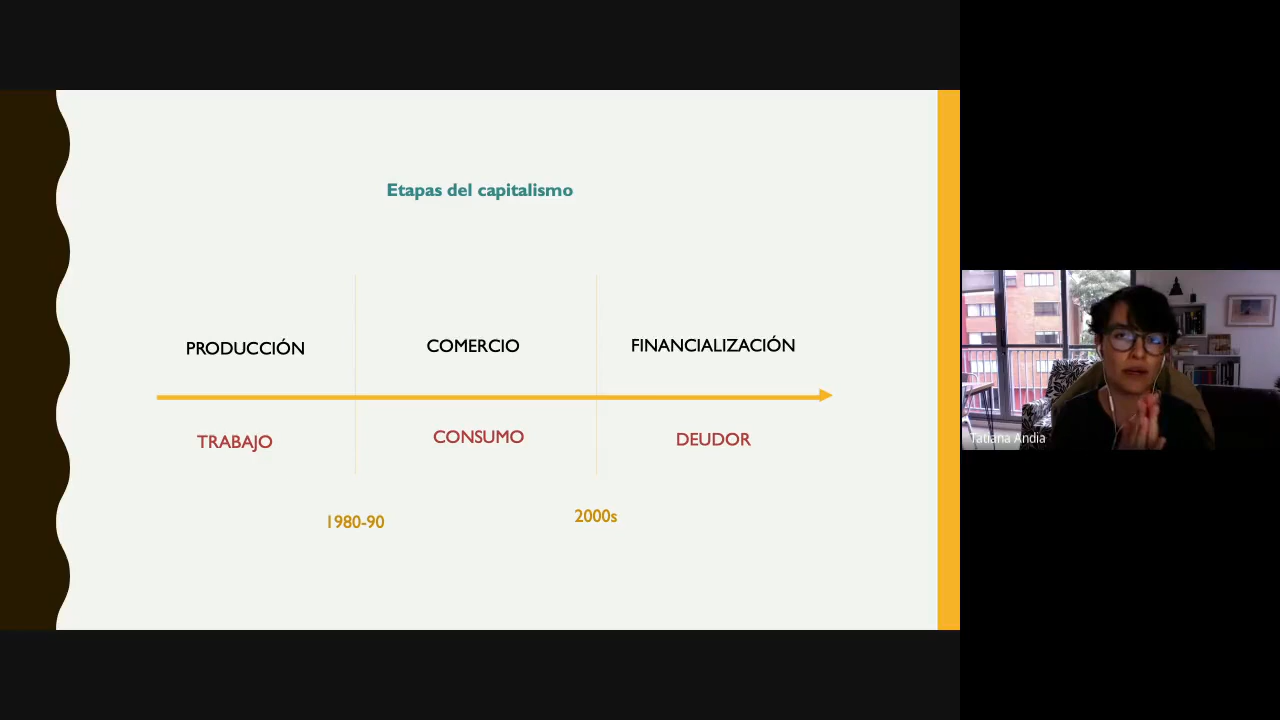 Etapas del capitalismo
PRODUCCIÓN
COMERCIO
FINANCIALIZACIÓN
TRABAJO
CONSUMO
DEUDOR
1980-90
2000s
Tatiana Andia